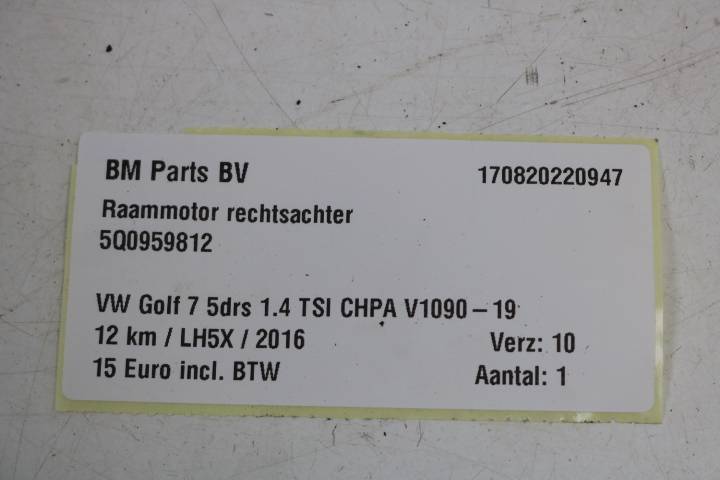 BM Parts BV 170820220947
Raammotor rechtsachter
5Q0959812
VW Golf 7 5drs 1.4 TSI CHPA V1090 – 19
12 km / LH5X / 2016 Verz: 10
15 Euro incl. BTW Aantal: 1